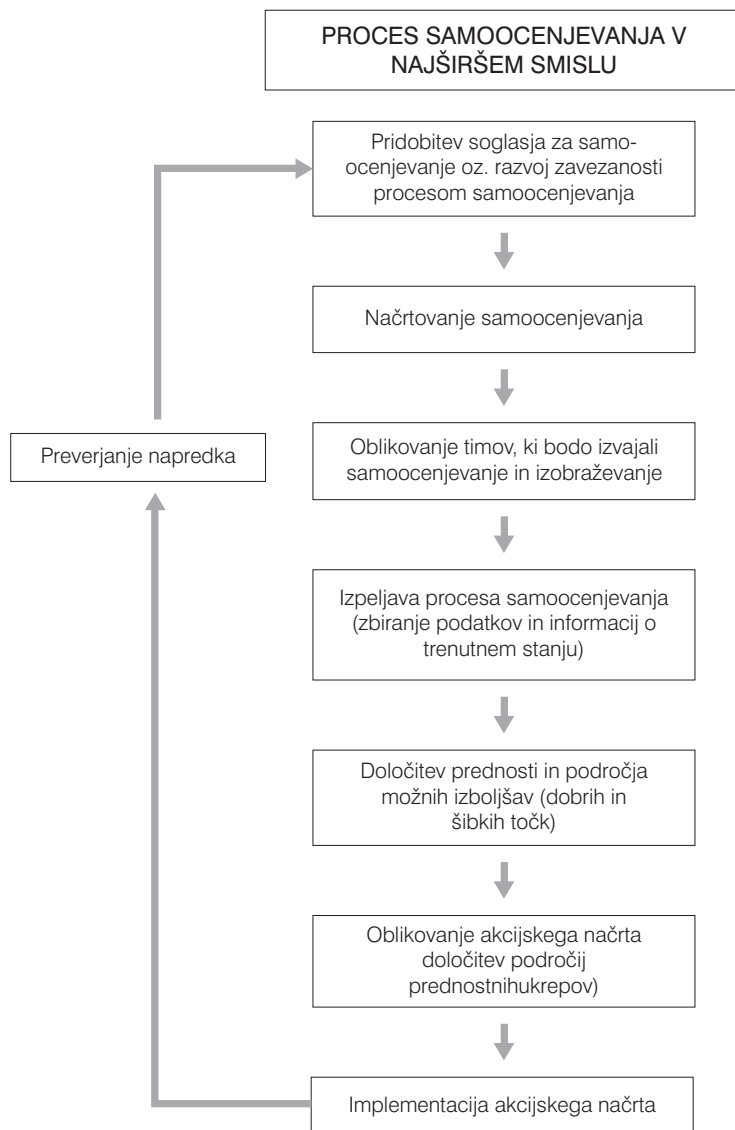 PROCES SAMOOCENJEVANJA V
NAJŠIRŠEM SMISLU
Pridobitev soglasja za samo-
ocenjevanje oz. razvoj zavezanosti
procesom samoocenjevanja
Načrtovanje samoocenjevanja
Preverjanje napredka
Oblikovanje timov, ki bodo izvajali
samoocenjevanje in izobraževanje
Izpeljava procesa samoocenjevanja
(zbiranje podatkov in informacij o
trenutnem stanju)
Določitev prednosti in področja
možnih izboljšav (dobrih in
šibkih točk)
Oblikovanje akcijskega načrta
določitev področij
prednostnihukrepov)
Implementacija akcijskega načrta